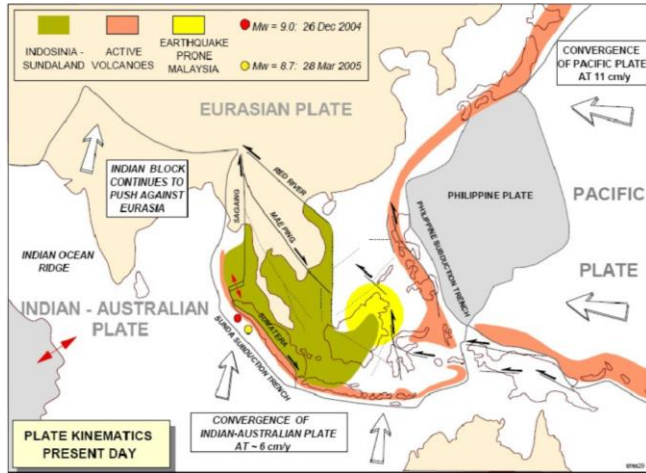 INDOSINIA -
SUNDALAND
ACTIVE
VOLCANOES
EARTHQUAKE
PRONE
MALAYSIA
Mw = 9.0: 26 Dec 2004
Mw = 8.7: 28 Mar 2005
CONVERGENCE
OF PACIFIC PLATE
AT 11 cm/y
EURASIAN PLATE
INDIAN BLOCK
CONTINUES TO
PUSH AGAINST
EURASIA
SAGAING
RED RIVER
MAE PING
PHILIPPINE PLATE
PACIFIC
PLATE
PHILIPPINE SUBDUCTION TRENCH
INDIAN OCEAN
RIDGE
INDIAN - AUSTRALIAN
PLATE
SUMATERA
SUNDA SUBDUCTION TRENCH
CONVERGENCE OF
INDIAN-AUSTRALIAN PLATE
AT ~ 6 cm/y
PLATE KINEMATICS
PRESENT DAY